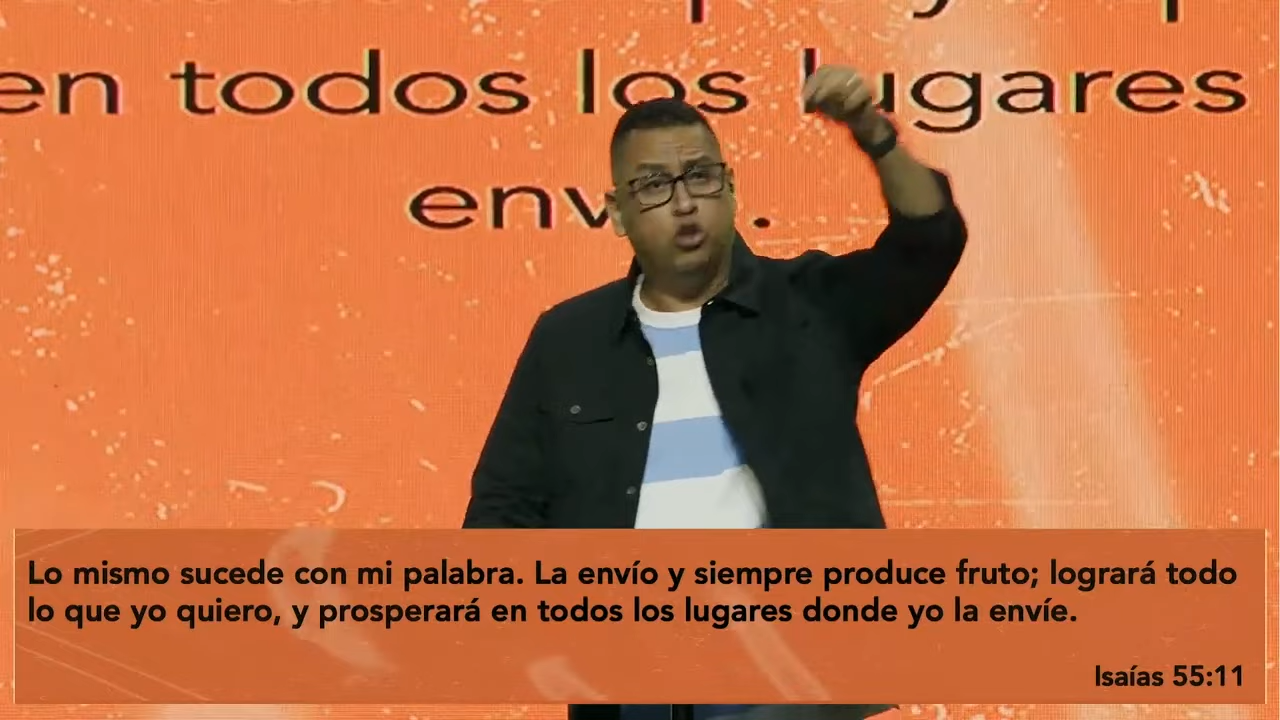 en todos los lugares
Lo mismo sucede con mi palabra. La envío y siempre produce fruto; logrará todo
lo que yo quiero, y prosperará en todos los lugares donde yo la envíe.
Isaías 55:11